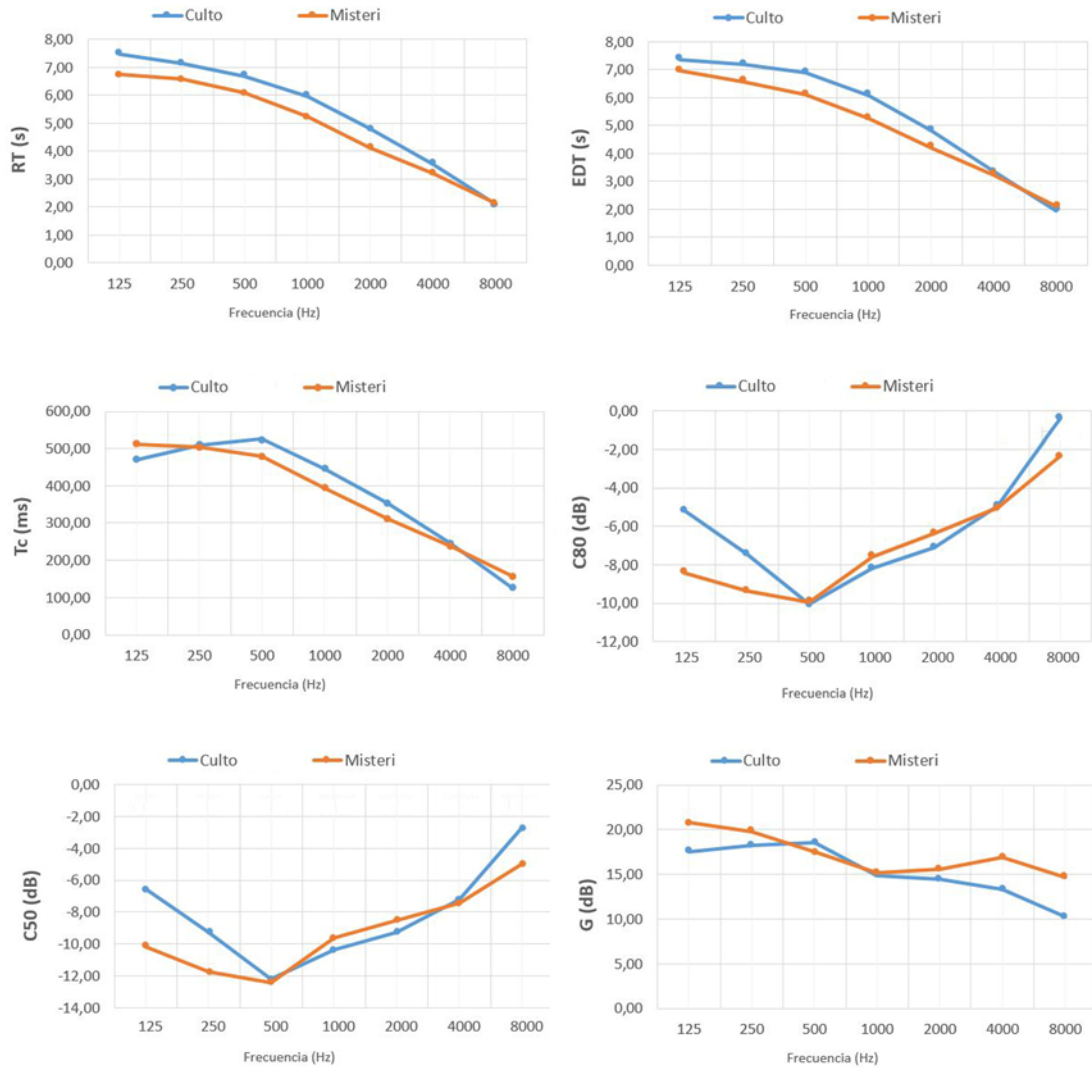 Culto Misteri
8,00
7,00
6,00
5,00
4,00
3,00
2,00
1,00
0,00
RT (s)
125 250 500 1000 2000 4000 8000
Frecuencia (Hz)
Culto Misteri
8,00
7,00
6,00
5,00
4,00
3,00
2,00
1,00
0,00
EDT (s)
125 250 500 1000 2000 4000 8000
Frecuencia (Hz)
Culto Misteri
600,00
500,00
400,00
300,00
200,00
100,00
0,00
Tc (ms)
125 250 500 1000 2000 4000 8000
Frecuencia (Hz)
Culto Misteri
0,00
-2,00
-4,00
-6,00
-8,00
-10,00
-12,00
C80 (dB)
125 250 500 1000 2000 4000 8000
Frecuencia (Hz)
Culto Misteri
0,00
-2,00
-4,00
-6,00
-8,00
-10,00
-12,00
-14,00
C50 (dB)
125 250 500 1000 2000 4000 8000
Frecuencia (Hz)
Culto Misteri
25,00
20,00
15,00
10,00
5,00
0,00
G (dB)
125 250 500 1000 2000 4000 8000
Frecuencia (Hz)